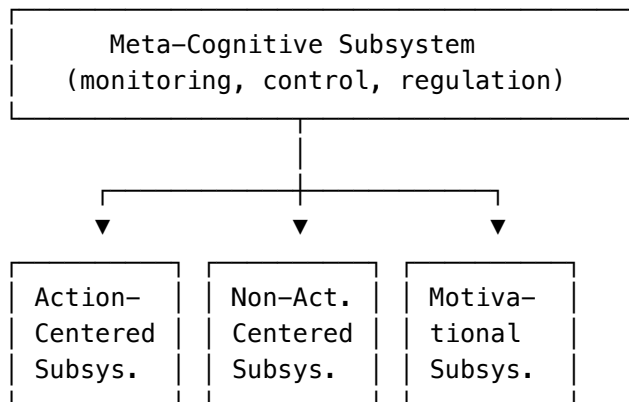 Meta-Cognitive Subsystem
(monitoring, control, regulation)
Action-
Centered
Subsys.
Non-Act.
Centered
Subsys.
Motiva-
tional
Subsys.